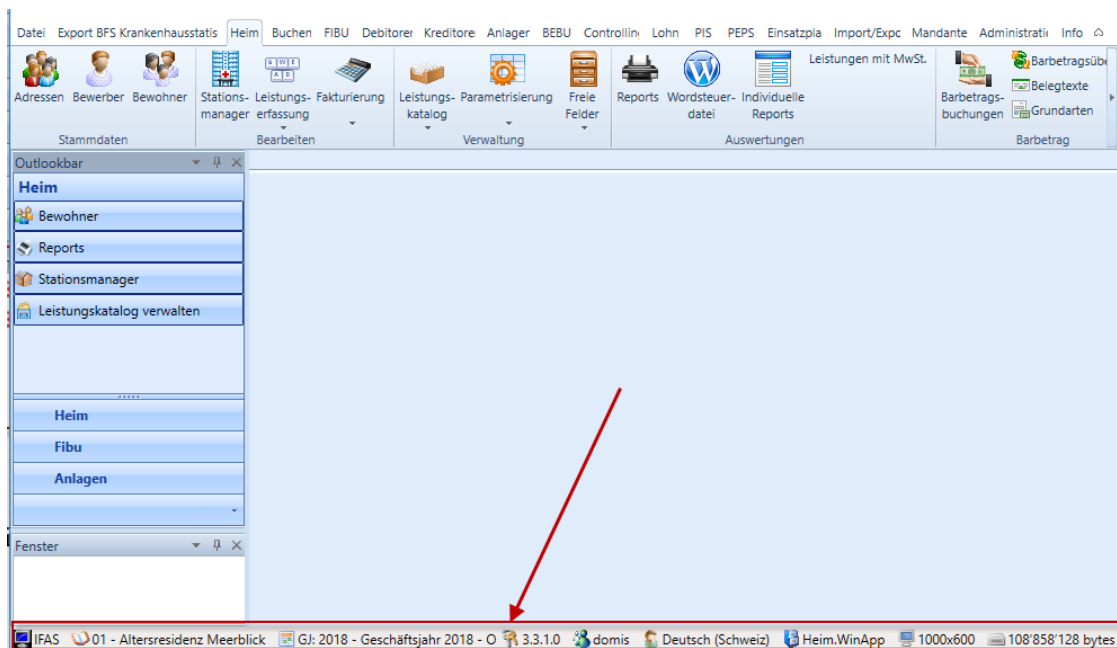 Datei Export BFS Krankenhausstatis Heim Buchen FIBU Debitorer Kreditore Anlager BEBU Controllin Lohn PIS PEPS Einsatzpla Import/Expc Mandante Administratic Info
Adressen Bewerber Bewohner Stations-manager Leistungs-erfassung Fakturierung Leistungs-katalog Parametrisierung Freie Felder Reports Wordsteuer-datei Individuelle Reports Leistungen mit MwSt. Barbetrags-buchungen Barbetragsübe
Belegtexte
Grundarten
Stammdaten Bearbeiten Verwaltung Auswertungen Barbetrag
Outlookbar
Heim
Bewohner
Reports
Stationsmanager
Leistungskatalog verwalten
Heim
Fibu
Anlagen
Fenster
IFAS 01 - Altersresidenz Meerblick GJ: 2018 - Geschäftsjahr 2018 - O 3.3.1.0 domis Deutsch (Schweiz) Heim.WinApp 1000x600 108'858'128 bytes